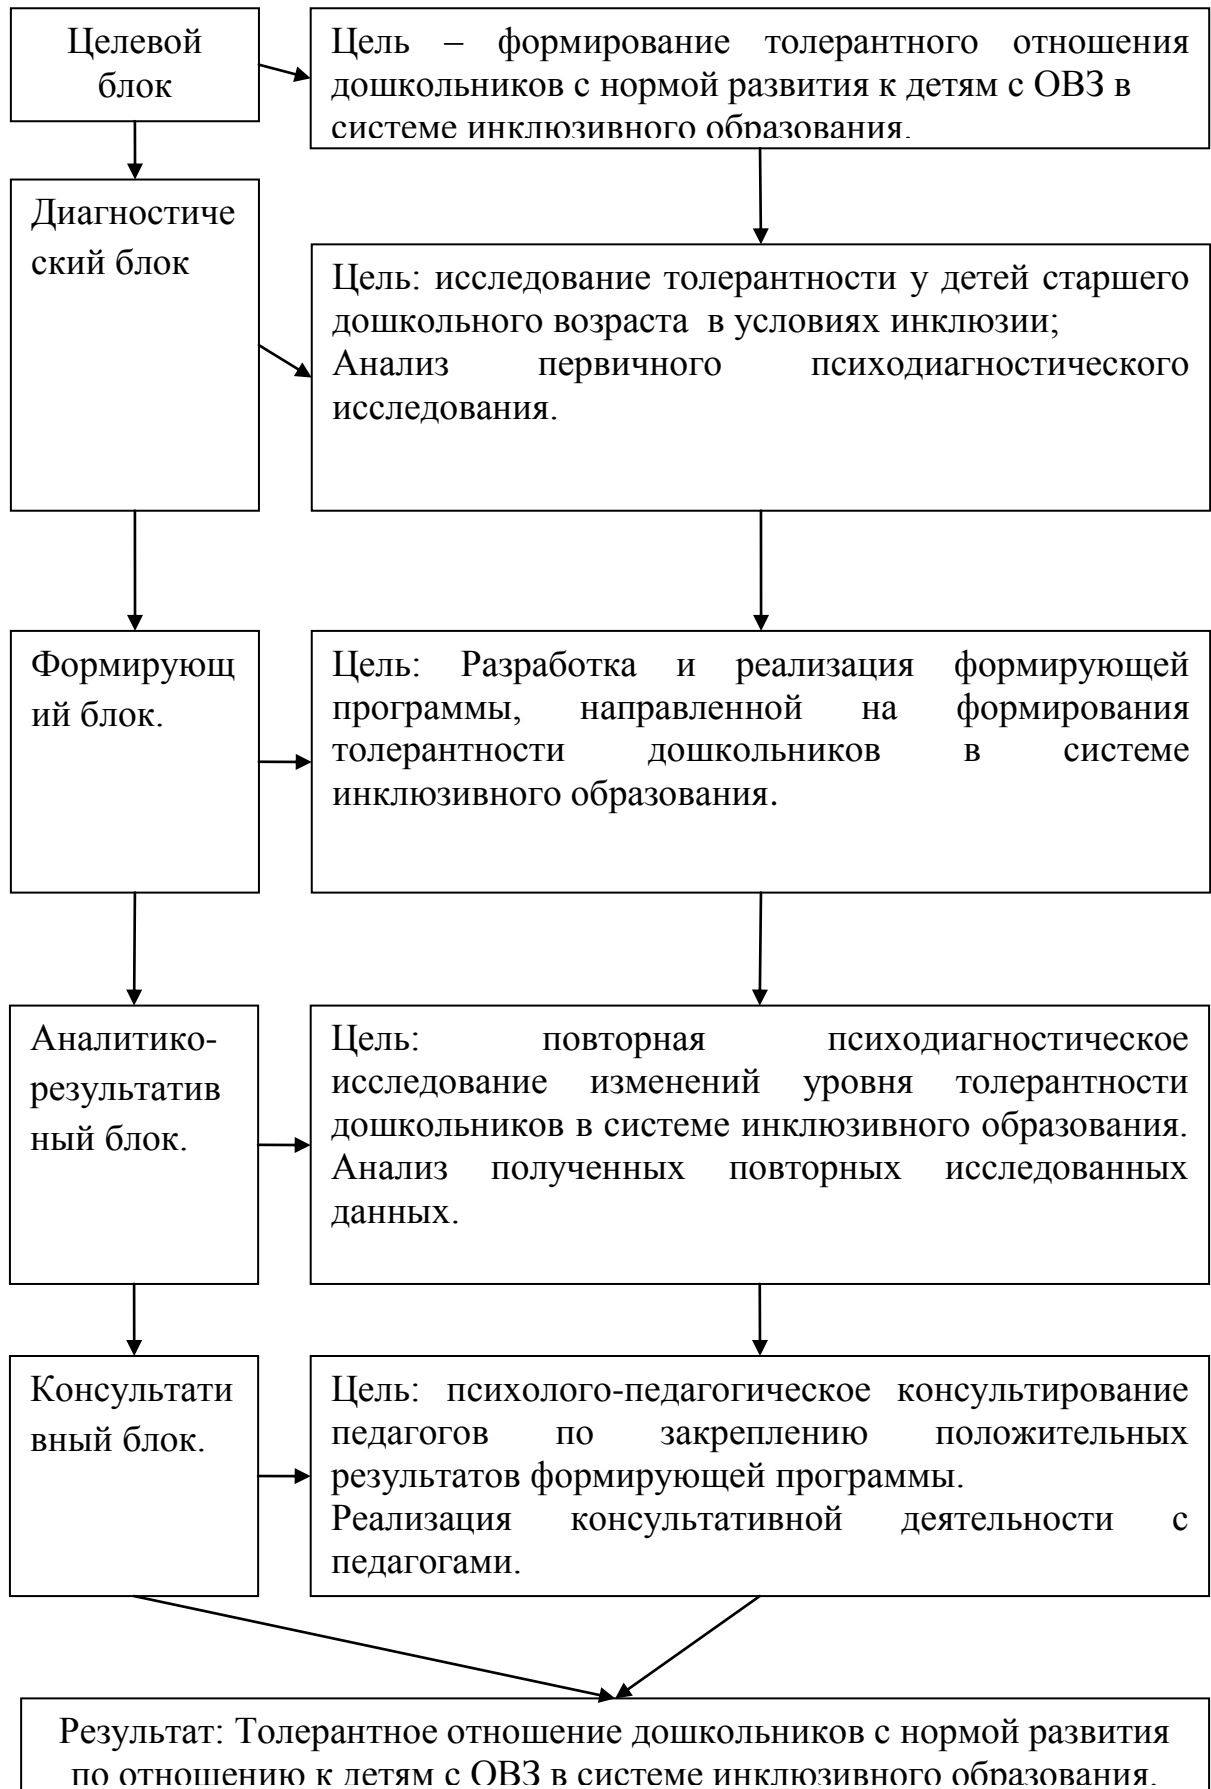 Целевой
блок
Цель – формирование толерантного отношения
дошкольников с нормой развития к детям с ОВЗ в
системе инклюзивного образования.
Диагностиче
ский блок
Цель: исследование толерантности у детей старшего
дошкольного возраста в условиях инклюзии;
Анализ первичного психодиагностического
исследования.
Формирующ
ий блок.
Цель: Разработка и реализация формирующей
программы, направленной на формирования
толерантности дошкольников в системе
инклюзивного образования.
Аналитико-
результатив
ный блок.
Цель: повторная психодиагностическое
исследование изменений уровня толерантности
дошкольников в системе инклюзивного образования.
Анализ полученных повторных исследованных
данных.
Консультати
вный блок.
Цель: психолого-педагогическое консультирование
педагогов по закреплению положительных
результатов формирующей программы.
Реализация консультативной деятельности с
педагогами.
Результат: Толерантное отношение дошкольников с нормой развития
по отношению к детям с ОВЗ в системе инклюзивного образования.